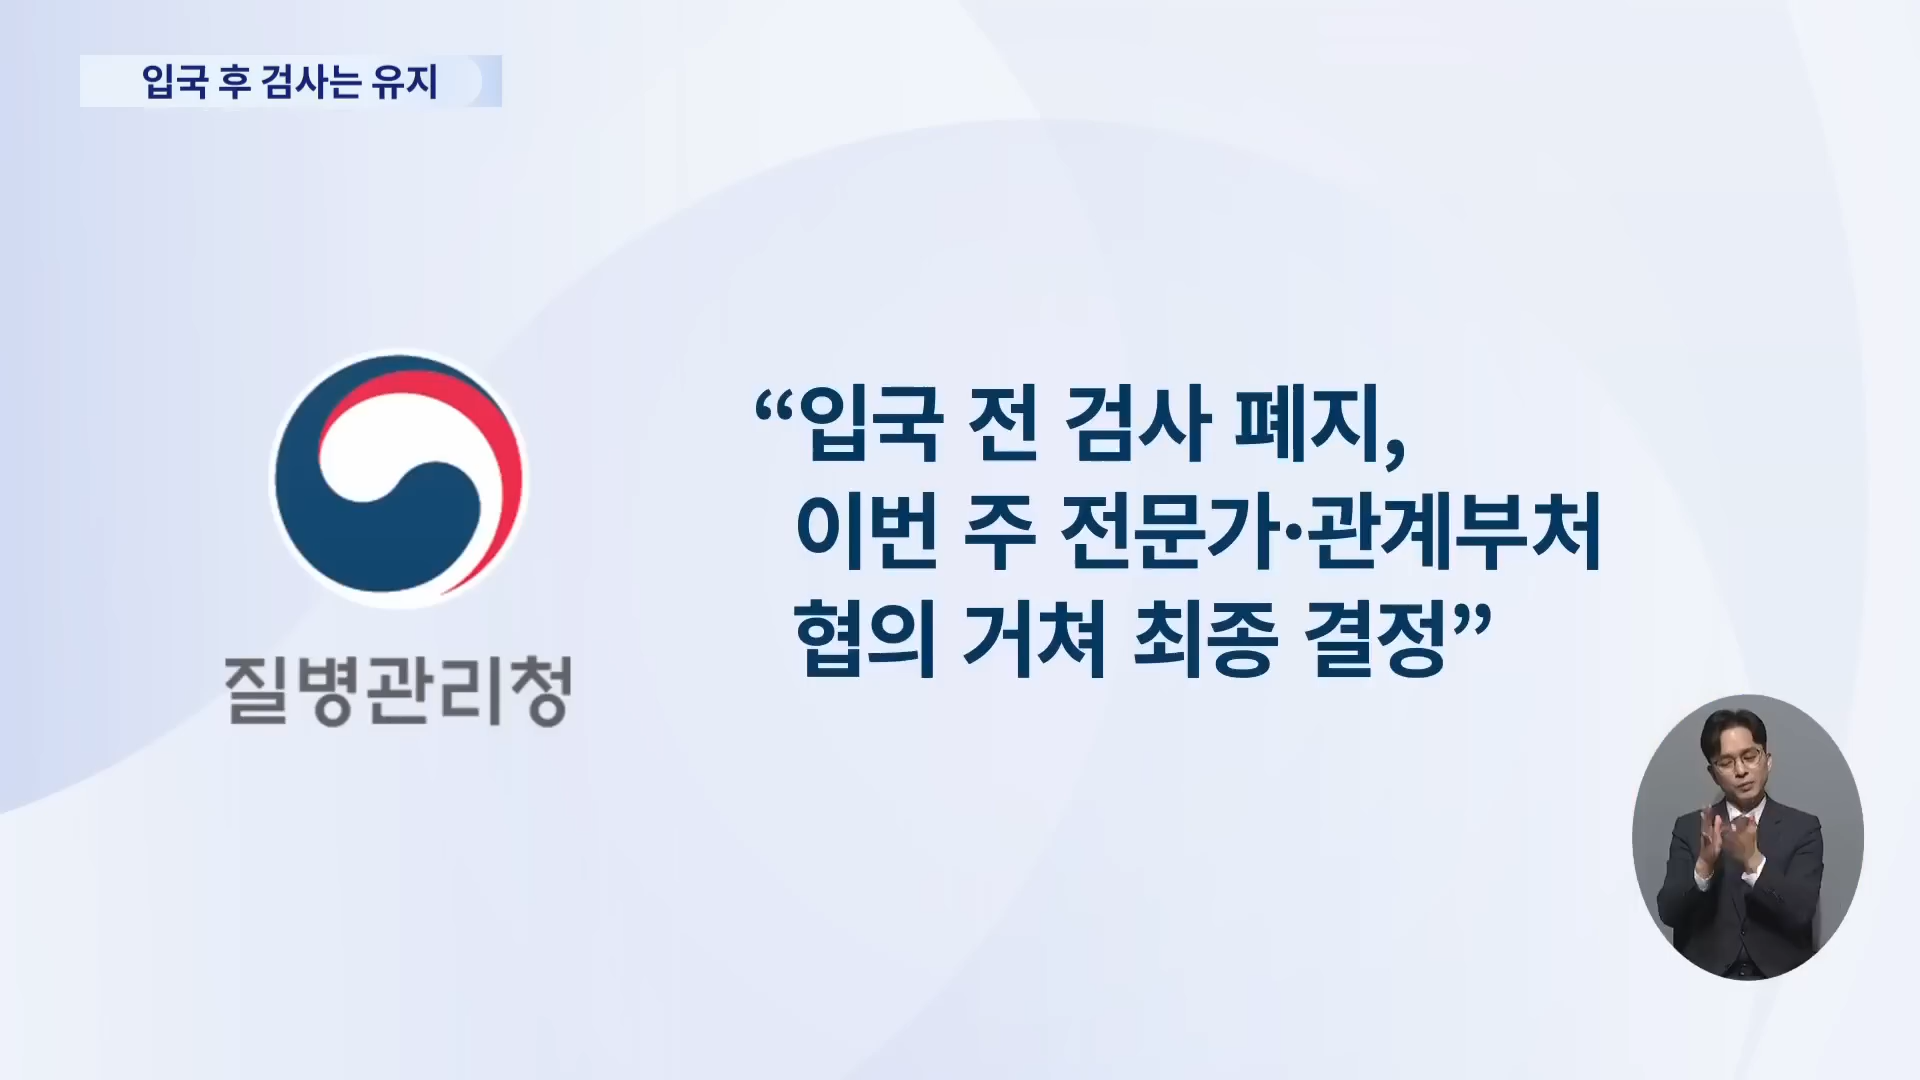 입국 후 검사는 유지
질병관리청
“입국 전 검사 폐지,
이번 주 전문가·관계부처
협의 거쳐 최종 결정”